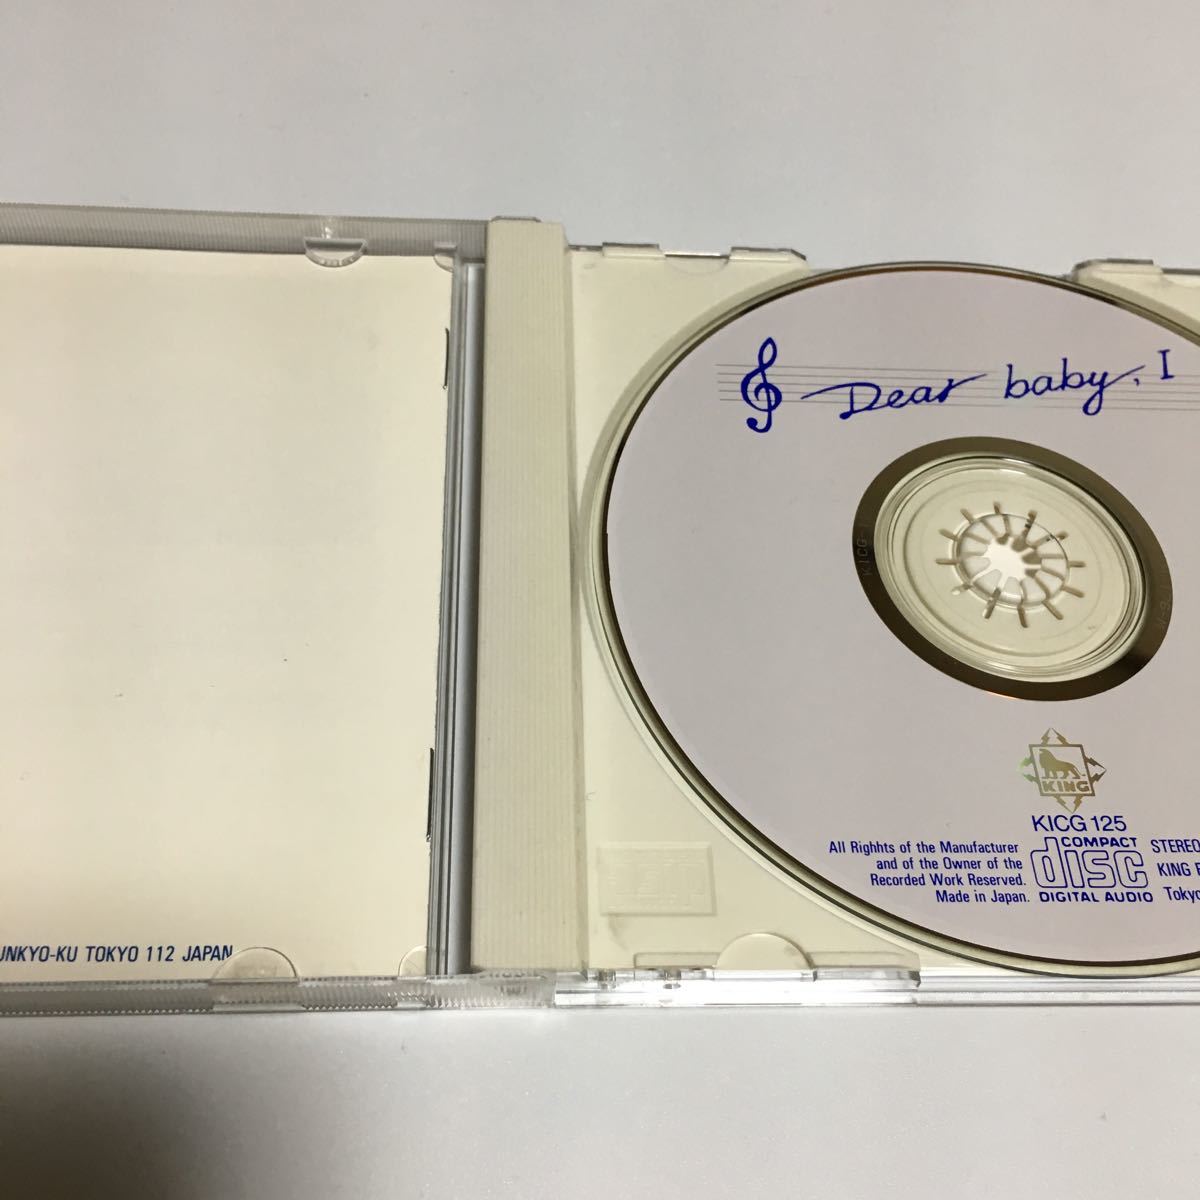 Dear baby, I
KING
KICG 125
All Righhts of the Manufacturer
and of the Owner of the
Recorded Work Reserved.
Made in Japan.
COMPACT
disc
DIGITAL AUDIO
STEREO
KING
Tokyo
UNKYO-KU TOKYO 112 JAPAN